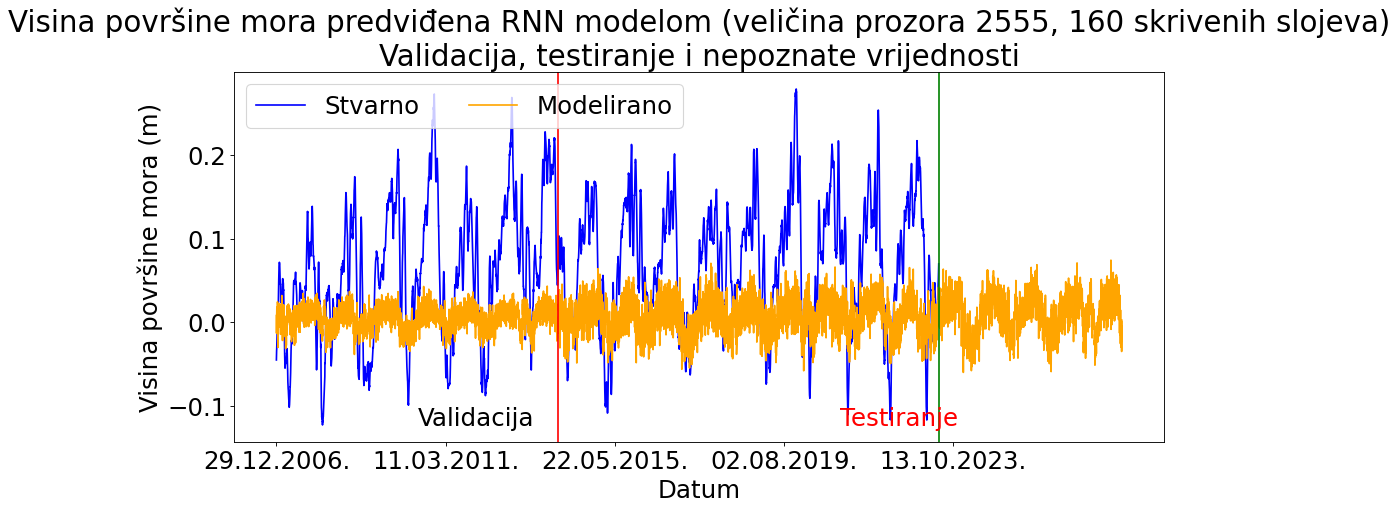 Visina površine mora predviđena RNN modelom (veličina prozora 2555, 160 skrivenih slojeva)
Validacija, testiranje i nepoznate vrijednosti
Stvarno Modelirano
Visina površine mora (m)
0.2
0.1
0.0
−0.1
Validacija Testiranje
29.12.2006. 11.03.2011. 22.05.2015. 02.08.2019. 13.10.2023.
Datum